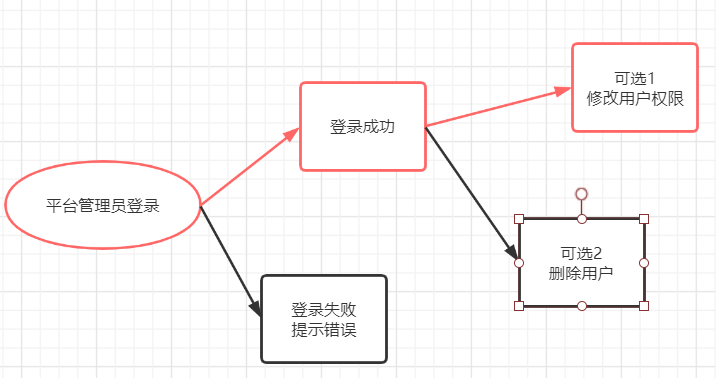 可选1
修改用户权限
登录成功
平台管理员登录
可选2
删除用户
登录失败
提示错误